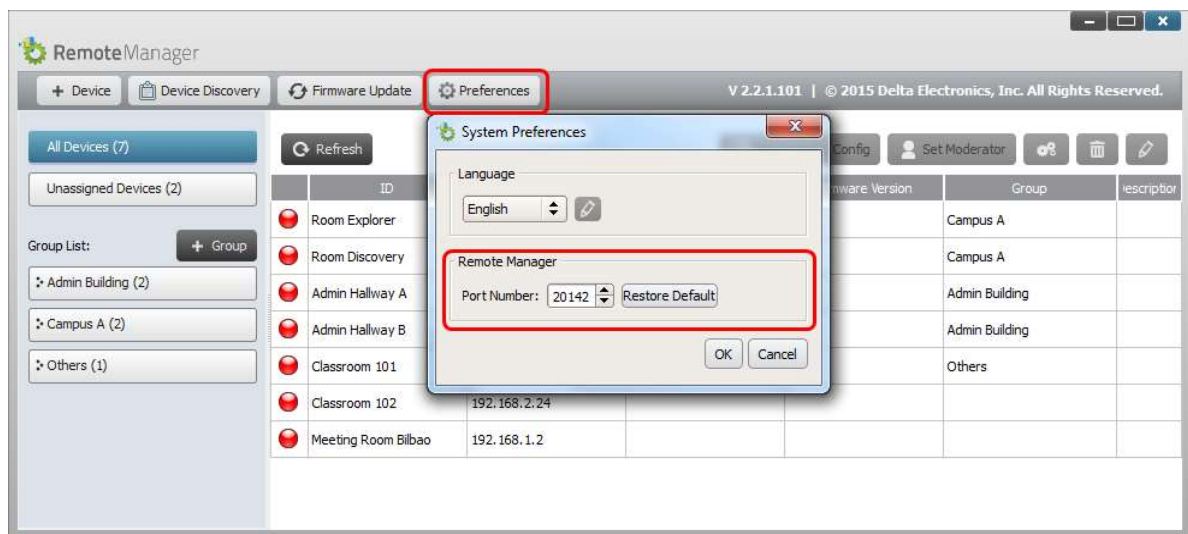 RemoteManager
+ Device Device Discovery Firmware Update Preferences V 2.2.1.101 | © 2015 Delta Electronics, Inc. All Rights Reserved.
All Devices (7)
Unassigned Devices (2)
Group List: + Group
Admin Building (2)
Campus A (2)
Others (1)
Refresh Config Set Moderator
ID Version Group
Room Explorer Campus A
Room Discovery Campus A
Admin Hallway A Admin Building
Admin Hallway B Admin Building
Classroom 101 Others
Classroom 102 192.168.2.24
Meeting Room Bilbao 192.168.1.2
System Preferences
Language
English
Remote Manager
Port Number: 20142 Restore Default
OK Cancel